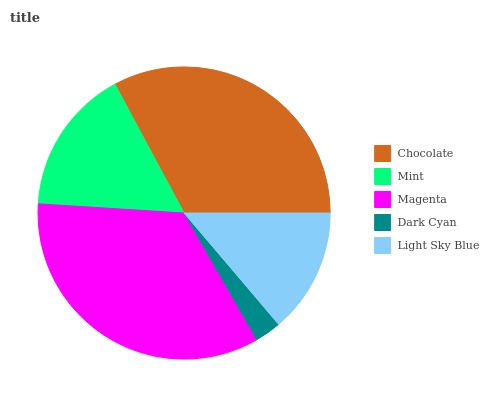 title
Chocolate
Mint
Magenta
Dark Cyan
Light Sky Blue